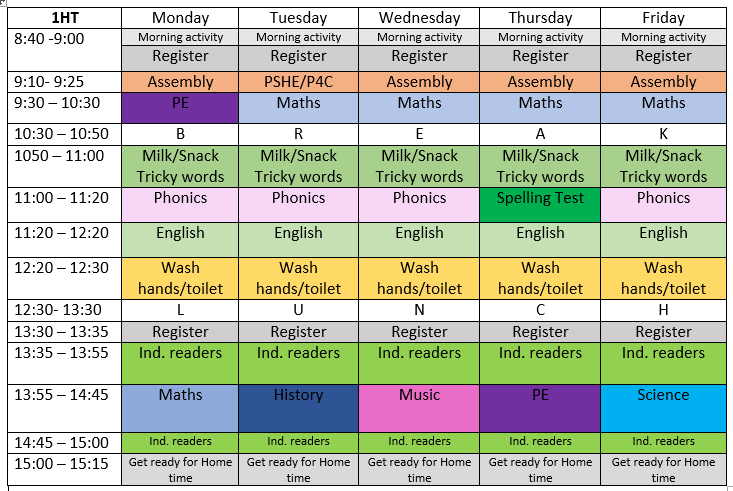 1HT Monday Tuesday Wednesday Thursday Friday
8:40 -9:00 Morning activity Morning activity Morning activity Morning activity Morning activity
Register Register Register Register Register
9:10- 9:25 Assembly PSHE/P4C Assembly Assembly Assembly
9:30 – 10:30 PE Maths Maths Maths Maths
10:30 – 10:50 B R E A K
1050 – 11:00 Milk/Snack Milk/Snack Milk/Snack Milk/Snack Milk/Snack
Tricky words Tricky words Tricky words Tricky words Tricky words
11:00 – 11:20 Phonics Phonics Phonics Spelling Test Phonics
11:20 – 12:20 English English English English English
12:20 – 12:30 Wash Wash Wash Wash Wash
hands/toilet hands/toilet hands/toilet hands/toilet hands/toilet
12:30- 13:30 L U N C H
13:30 – 13:35 Register Register Register Register Register
13:35 – 13:55 Ind. readers Ind. readers Ind. readers Ind. readers Ind. readers
13:55 – 14:45 Maths History Music PE Science
14:45 – 15:00 Ind. readers Ind. readers Ind. readers Ind. readers Ind. readers
15:00 – 15:15 Get ready for Home Get ready for Home Get ready for Home Get ready for Home Get ready for Home
time time time time time